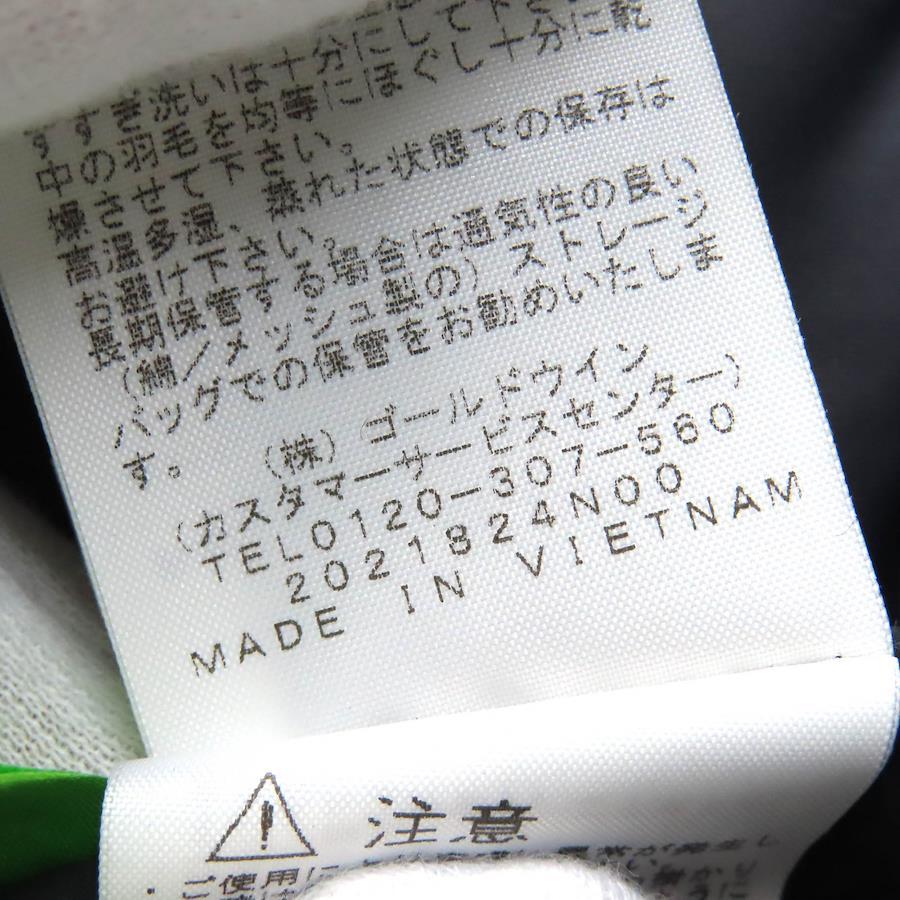 すすぎ洗いは十分にして下さ
中の羽毛を均等にほぐし十分に乾
燥させて下さい。
高温多湿、蒸れた状態での保存は
お避け下さい。
長期保管する場合は通気性の良い
(綿/メッシュ製の)ストレージ
バッグでの保管をお勧めいたしま
す。
(株)ゴールドウイン
(カスタマーサービスセンター)
TEL0120-307-560
2021824N00
MADE IN VIETNAM
注意
・ご使用に